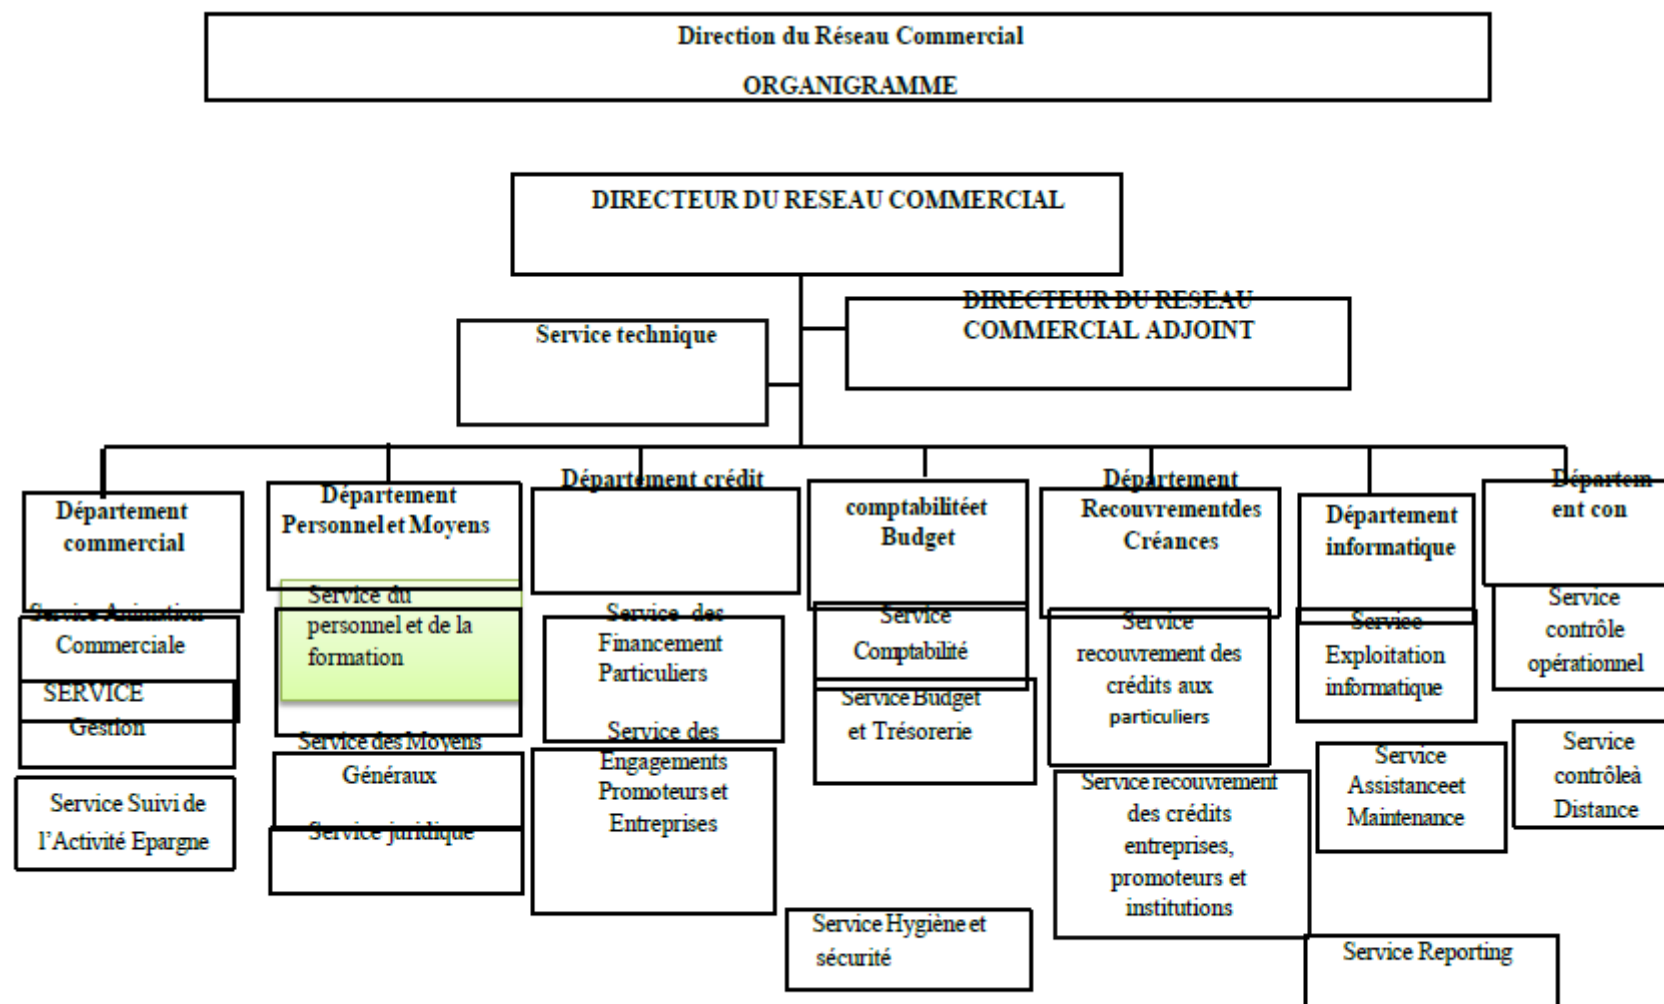 Direction du Réseau Commercial
ORGANIGRAMME
DIRECTEUR DU RESEAU COMMERCIAL
DIRECTEUR DU RESEAU
COMMERCIAL ADJOINT
Service technique
Département
commercial
Service Animation
Commerciale
SERVICE
Gestion
Service Suivi de
l’Activité Epargne
Département
Personnel et Moyens
Service du
personnel et de la
formation
Service des Moyens
Généraux
Service juridique
Département crédit
Service des
Financement
Particuliers
Service des
Engagements
Promoteurs et
Entreprises
comptabilitéet
Budget
Service
Comptabilité
Service Budget
et Trésorerie
Service Hygiène et
sécurité
Département
Recouvrementdes
Créances
Service
recouvrement des
crédits aux
particuliers
Service recouvrement
des crédits
entreprises,
promoteurs et
institutions
Département
informatique
Service
Exploitation
informatique
Service
Assistanceet
Maintenance
Service Reporting
Départem
ent con
Service
contrôle
opérationnel
Service
contrôleà
Distance